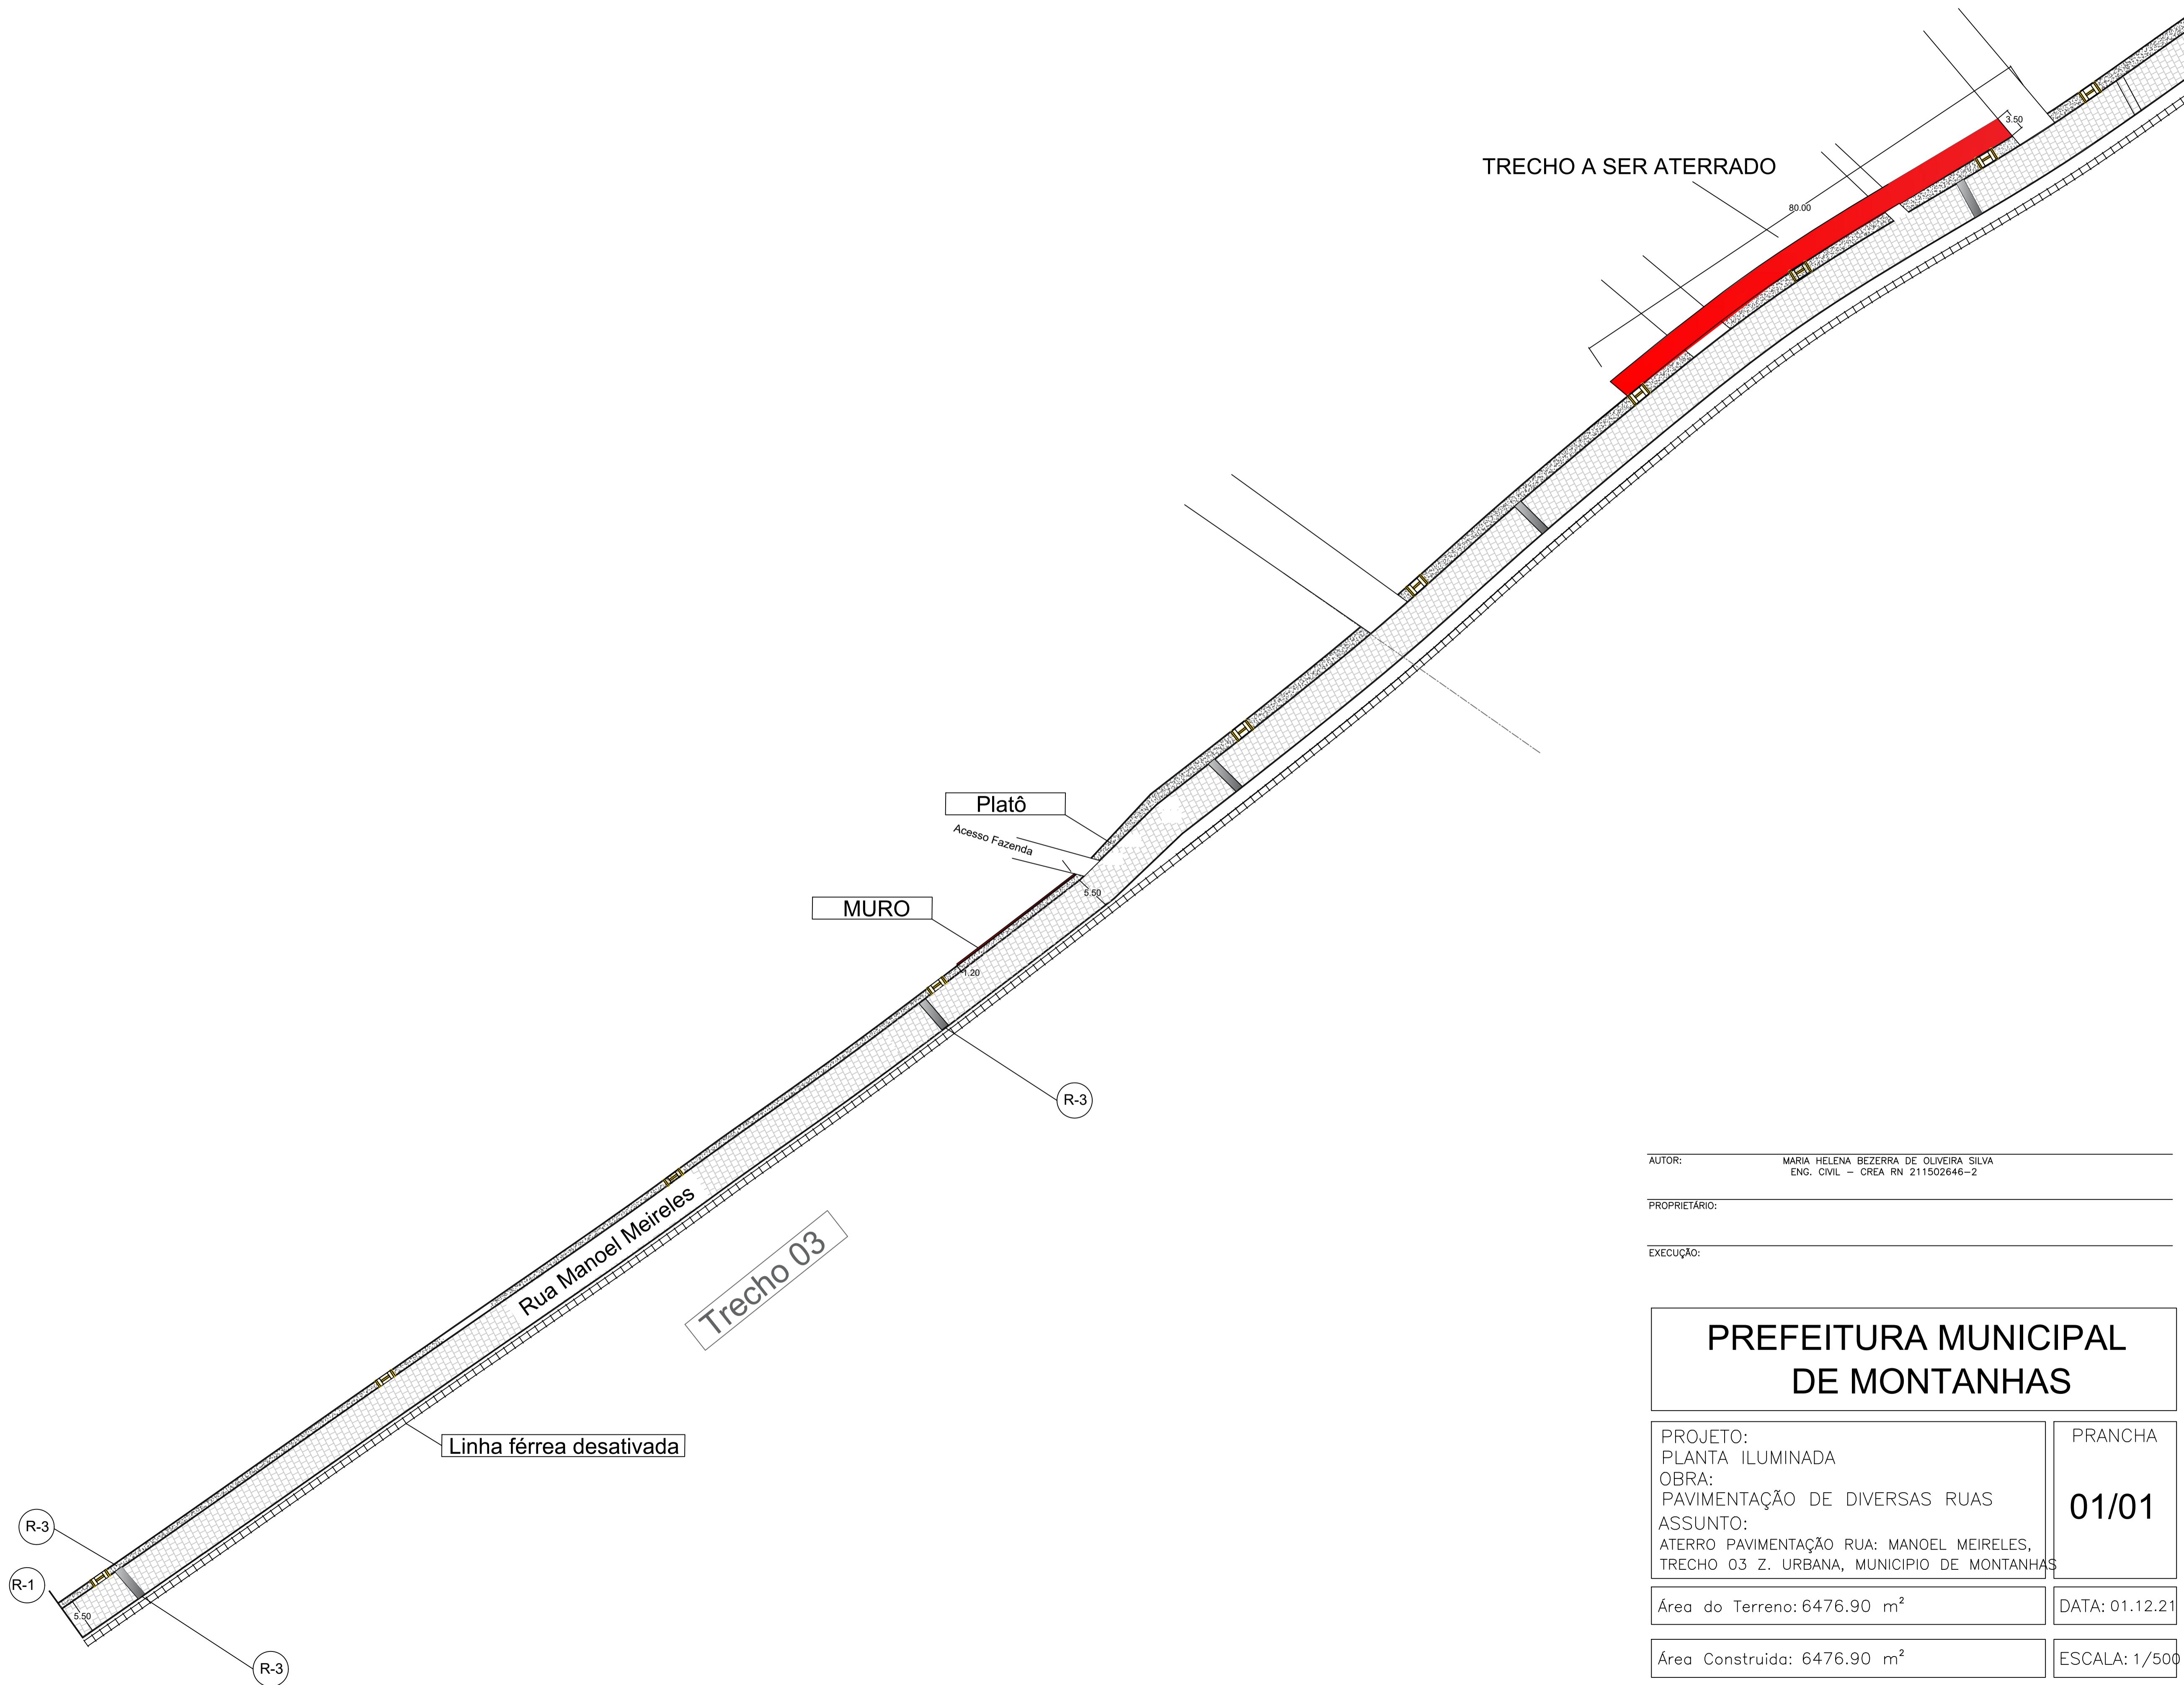 3.50
TRECHO A SER ATERRADO
80.00
Platô
Acesso Fazenda
5.50
MURO
1.20
R-3
Rua Manoel Meireles
Trecho 03
Linha férrea desativada
R-3
R-1
5.50
R-3
AUTOR: MARIA HELENA BEZERRA DE OLIVEIRA SILVA
ENG. CIVIL - CREA RN 211502646-2
PROPRIETÁRIO:
EXECUÇÃO:
PREFEITURA MUNICIPAL
DE MONTANHAS
PROJETO:
PLANTA ILUMINADA
OBRA:
PAVIMENTAÇÃO DE DIVERSAS RUAS
ASSUNTO:
ATERRO PAVIMENTAÇÃO RUA: MANOEL MEIRELES,
TRECHO 03 Z. URBANA, MUNICIPIO DE MONTANHAS
PRANCHA
01/01
Área do Terreno: 6476.90 m²
DATA: 01.12.21
Área Construida: 6476.90 m²
ESCALA: 1/500